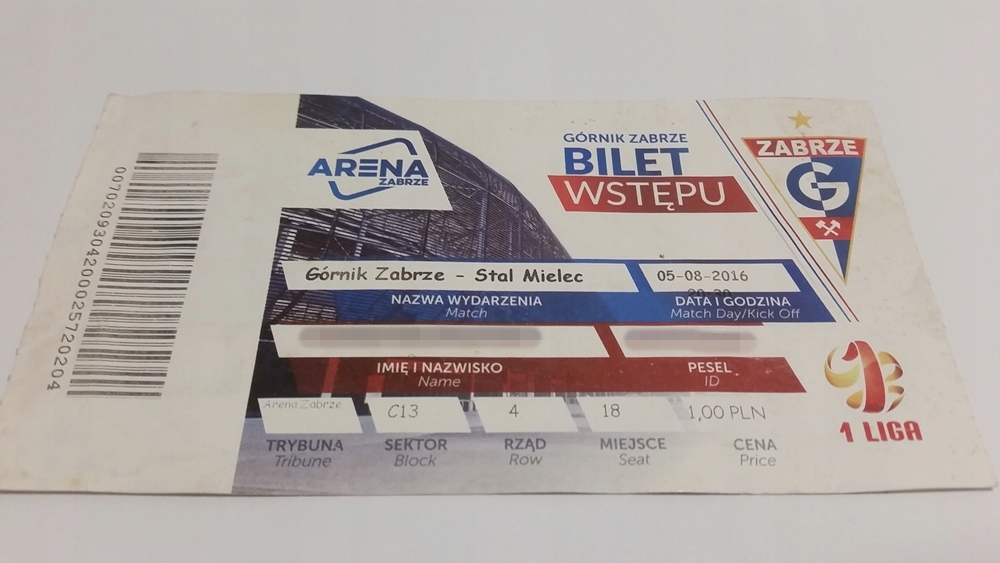 00702093042000025720204
ARENA
ZABRZE
GÓRNIK ZABRZE
BILET
WSTĘPU
ZABRZE
G
Górnik Zabrze - Stal Mielec
05-08-2016
NAZWA WYDARZENIA
Match
DATA I GODZINA
Match Day/Kick Off
IMIĘ I NAZWISKO
Name
PESEL
ID
Arena Zabrze
C13
4
18
1,00 PLN
TRYBUNA
Tribune
SEKTOR
Block
RZĄD
Row
MIEJSCE
Seat
CENA
Price
1 LIGA